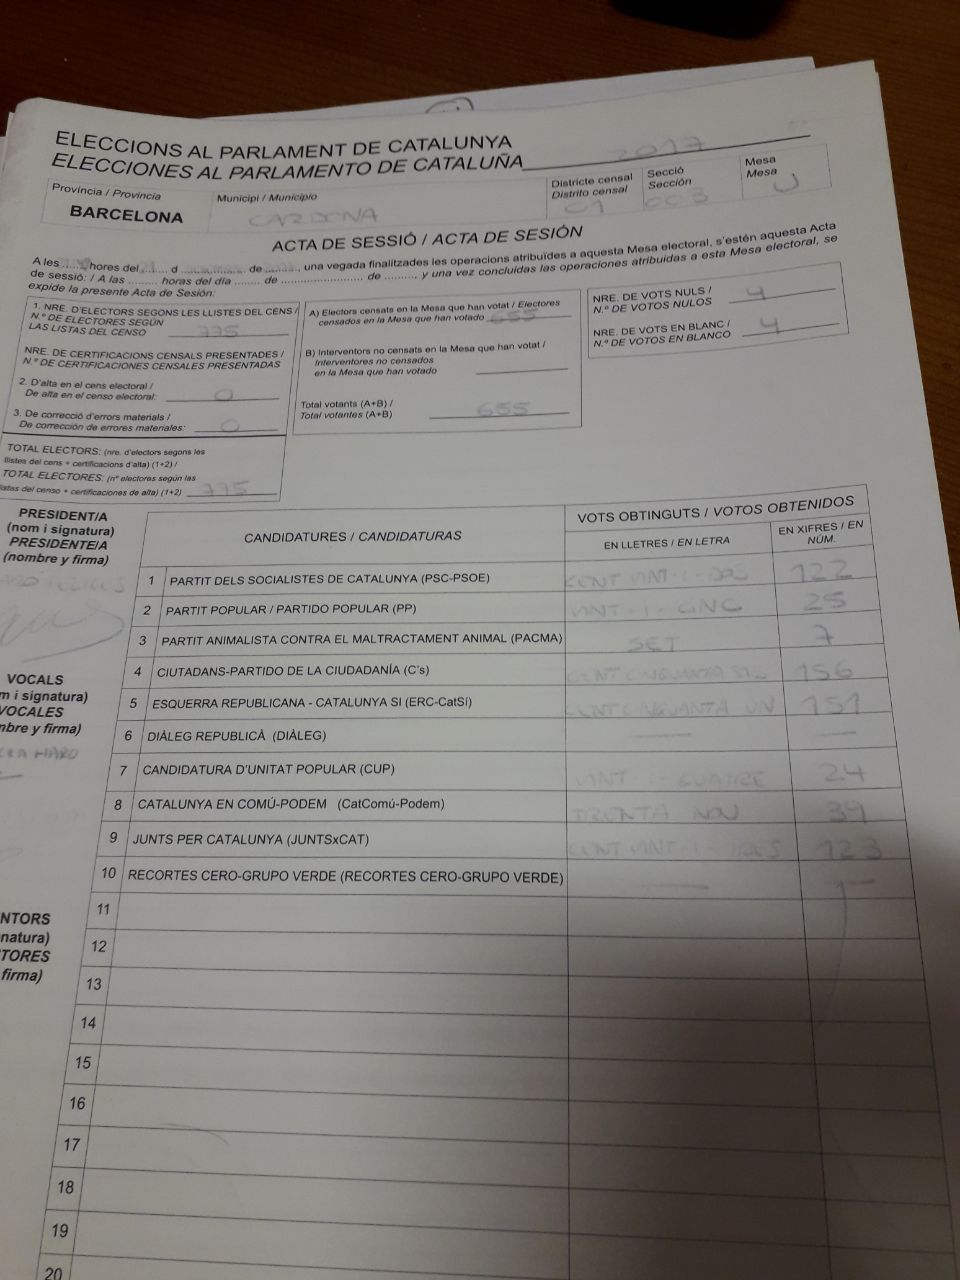 ELECCIONS AL PARLAMENT DE CATALUNYA
ELECCIONES AL PARLAMENTO DE CATALUÑA 2017
Província / Provincia
BARCELONA
Municipi / Municipio
CARDONA
Districte censal
Distrito censal
01
Secció
Sección
003
Mesa
Mesa
U
ACTA DE SESSIÓ / ACTA DE SESIÓN
A les ........ hores del ........ d .................. de .........., una vegada finalitzades les operacions atribuïdes a aquesta Mesa electoral, s'estén aquesta Acta
de sessió: / A las ......... horas del día ........ de ........................ de .......... y una vez concluidas las operaciones atribuidas a esta Mesa electoral, se
expide la presente Acta de Sesión:
1. NRE. D'ELECTORS SEGONS LES LLISTES DEL CENS /
N.º DE ELECTORES SEGÚN
LAS LISTAS DEL CENSO 775
NRE. DE CERTIFICACIONS CENSALS PRESENTADES /
N.º DE CERTIFICACIONES CENSALES PRESENTADAS
2. D'alta en el cens electoral /
De alta en el censo electoral: 0
3. De correcció d'errors materials /
De corrección de errores materiales: 0
TOTAL ELECTORS: (nre. d'electors segons les
llistes del cens + certificacions d'alta) (1+2) /
TOTAL ELECTORES: (nº electores según las
listas del censo + certificaciones de alta) (1+2) 775
A) Electors censats en la Mesa que han votat / Electores
censados en la Mesa que han votado 655
B) Interventors no censats en la Mesa que han votat /
Interventores no censados
en la Mesa que han votado
Total votants (A+B) /
Total votantes (A+B) 655
NRE. DE VOTS NULS /
N.º DE VOTOS NULOS 4
NRE. DE VOTS EN BLANC /
N.º DE VOTOS EN BLANCO 4
PRESIDENT/A
(nom i signatura)
PRESIDENTE/A
(nombre y firma)
VOCALS
m i signatura)
VOCALES
mbre y firma)
HARO
NTORS
natura)
TORES
firma)
CANDIDATURES / CANDIDATURAS
VOTS OBTINGUTS / VOTOS OBTENIDOS
EN LLETRES / EN LETRA
EN XIFRES / EN
NÚM.
1 PARTIT DELS SOCIALISTES DE CATALUNYA (PSC-PSOE) CENT VINT-I-DOS 122
2 PARTIT POPULAR / PARTIDO POPULAR (PP) VINT-I-CINC 25
3 PARTIT ANIMALISTA CONTRA EL MALTRACTAMENT ANIMAL (PACMA) SET 7
4 CIUTADANS-PARTIDO DE LA CIUDADANÍA (C's) CENT CINQUANTA SIS 156
5 ESQUERRA REPUBLICANA - CATALUNYA SI (ERC-CatSí) CENT CINQUANTA UN 151
6 DIÀLEG REPUBLICÀ (DIÀLEG) — —
7 CANDIDATURA D'UNITAT POPULAR (CUP) VINT-I-QUATRE 24
8 CATALUNYA EN COMÚ-PODEM (CatComú-Podem) TRENTA NOU 39
9 JUNTS PER CATALUNYA (JUNTSxCAT) CENT VINT-I-TRES 123
10 RECORTES CERO-GRUPO VERDE (RECORTES CERO-GRUPO VERDE) — —
11
12
13
14
15
16
17
18
19
20